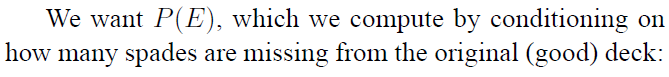 We want P(E), which we compute by conditioning on
how many spades are missing from the original (good) deck: